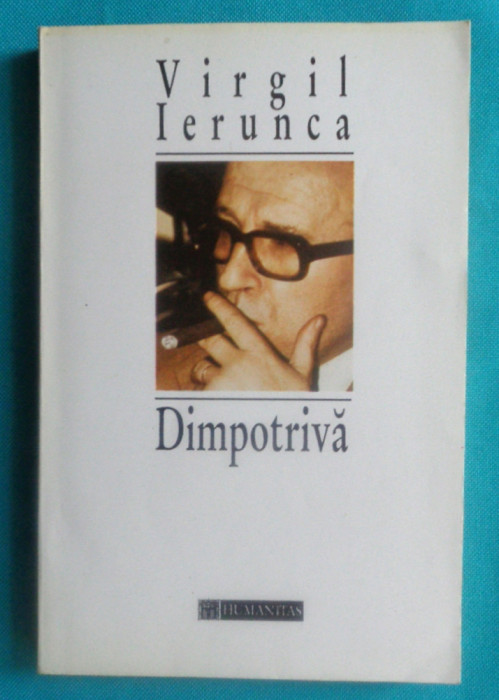 Virgil
Ierunca
Dimpotrivă
HUMANITAS